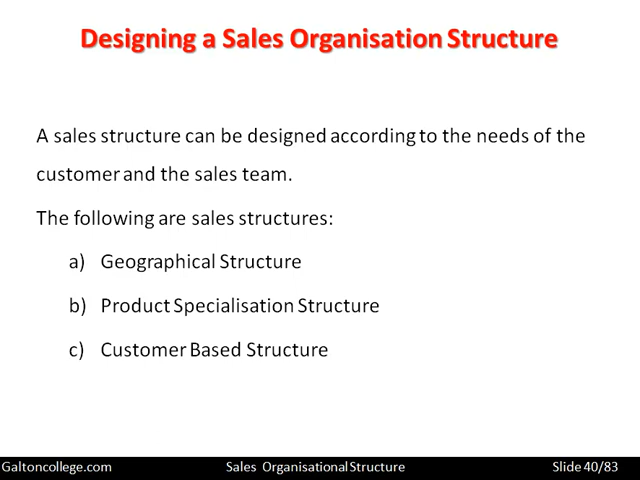 Designing a Sales Organisation Structure
A sales structure can be designed according to the needs of the
customer and the sales team.
The following are sales structures:
a) Geographical Structure
b) Product Specialisation Structure
c) Customer Based Structure
Galtoncollege.com Sales Organisational Structure Slide 40/83